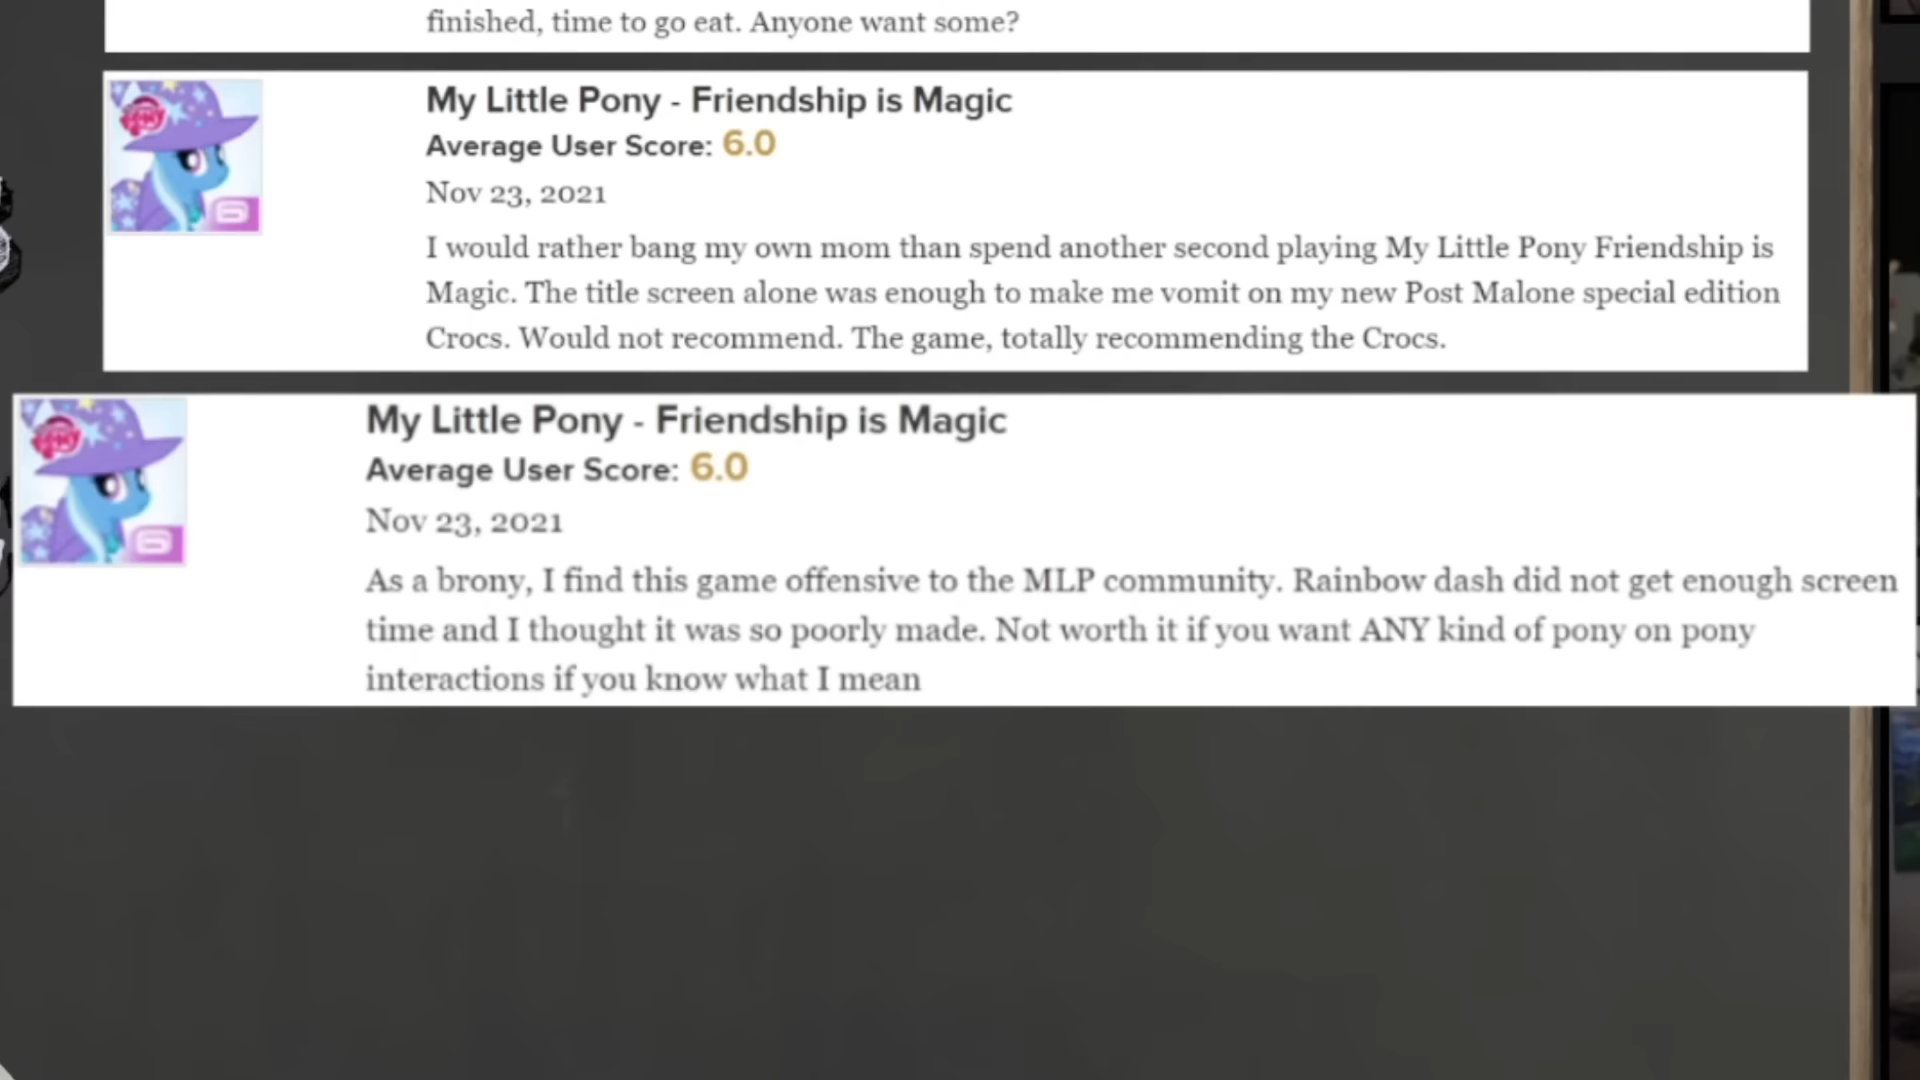 finished, time to go eat. Anyone want some?
My Little Pony - Friendship is Magic
Average User Score: 6.0
Nov 23, 2021
I would rather bang my own mom than spend another second playing My Little Pony Friendship is
Magic. The title screen alone was enough to make me vomit on my new Post Malone special edition
Crocs. Would not recommend. The game, totally recommending the Crocs.
My Little Pony - Friendship is Magic
Average User Score: 6.0
Nov 23, 2021
As a brony, I find this game offensive to the MLP community. Rainbow dash did not get enough screen
time and I thought it was so poorly made. Not worth it if you want ANY kind of pony on pony
interactions if you know what I mean